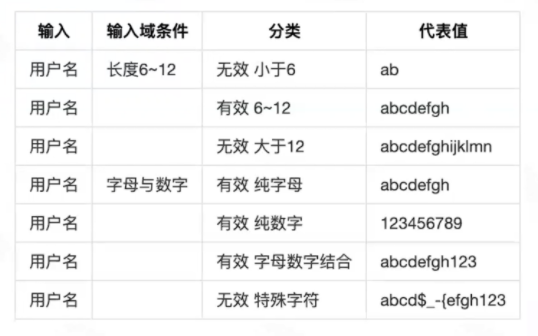 输入 输入域条件 分类 代表值
用户名 长度6~12 无效 小于6 ab
用户名 有效 6~12 abcdefgh
用户名 无效 大于12 abcdefghijklmn
用户名 字母与数字 有效 纯字母 abcdefgh
用户名 有效 纯数字 123456789
用户名 有效 字母数字结合 abcdefgh123
用户名 无效 特殊字符 abcd$_-{efgh123